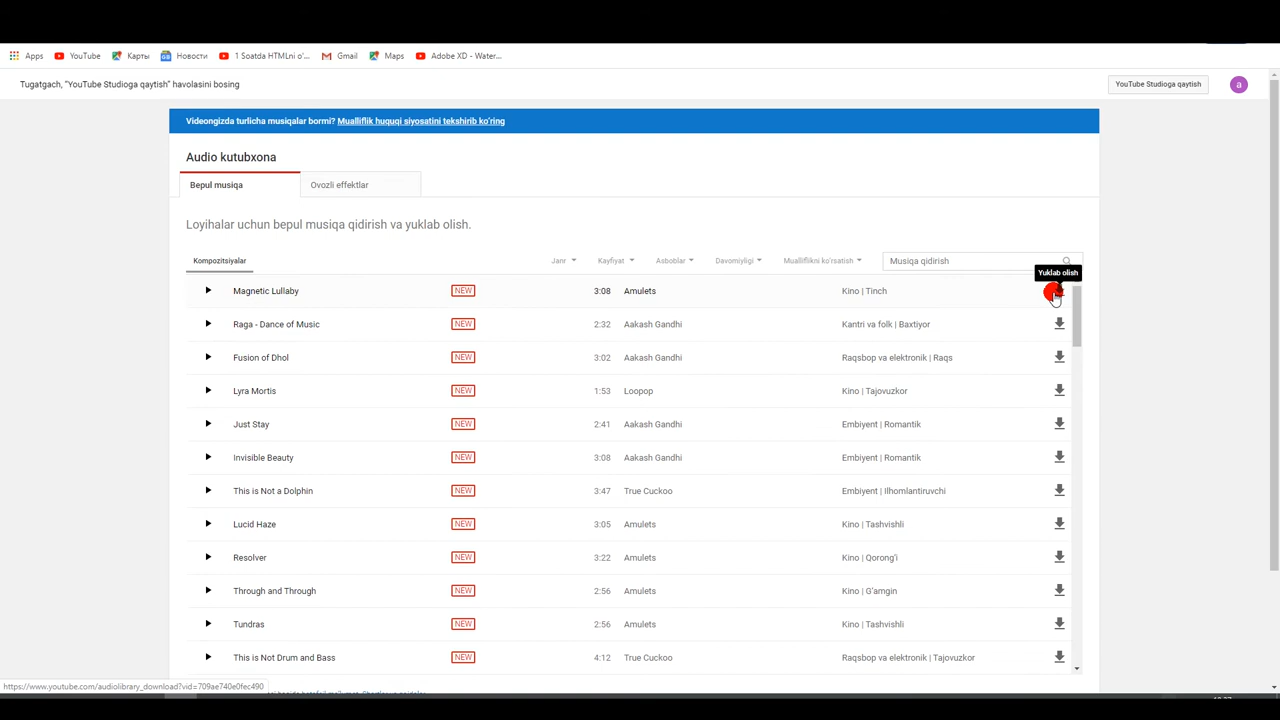 Apps YouTube Карты Новости 1 Soatda HTMLni o'... Gmail Maps Adobe XD - Water...
Tugatgach, "YouTube Studioga qaytish" havolasini bosing YouTube Studioga qaytish a
Videongizda turlicha musiqalar bormi? Mualliflik huquqi siyosatini tekshirib ko'ring
Audio kutubxona
Bepul musiqa Ovozli effektlar
Loyihalar uchun bepul musiqa qidirish va yuklab olish.
Kompozitsiyalar Janr Kayfiyat Asboblar Davomiyligi Mualliflikni ko'rsatish Musiqa qidirish
Yuklab olish
Magnetic Lullaby NEW 3:08 Amulets Kino | Tinch
Raga - Dance of Music NEW 2:32 Aakash Gandhi Kantri va folk | Baxtiyor
Fusion of Dhol NEW 3:02 Aakash Gandhi Raqsbop va elektronik | Raqs
Lyra Mortis NEW 1:53 Loopop Kino | Tajovuzkor
Just Stay NEW 2:41 Aakash Gandhi Embiyent | Romantik
Invisible Beauty NEW 3:08 Aakash Gandhi Embiyent | Romantik
This is Not a Dolphin NEW 3:47 True Cuckoo Embiyent | Ilhomlantiruvchi
Lucid Haze NEW 3:05 Amulets Kino | Tashvishli
Resolver NEW 3:22 Amulets Kino | Qorong'i
Through and Through NEW 2:56 Amulets Kino | G'amgin
Tundras NEW 2:56 Amulets Kino | Tashvishli
This is Not Drum and Bass NEW 4:12 True Cuckoo Raqsbop va elektronik | Tajovuzkor
https://www.youtube.com/audiolibrary_download?vid=709ae740e0fec490